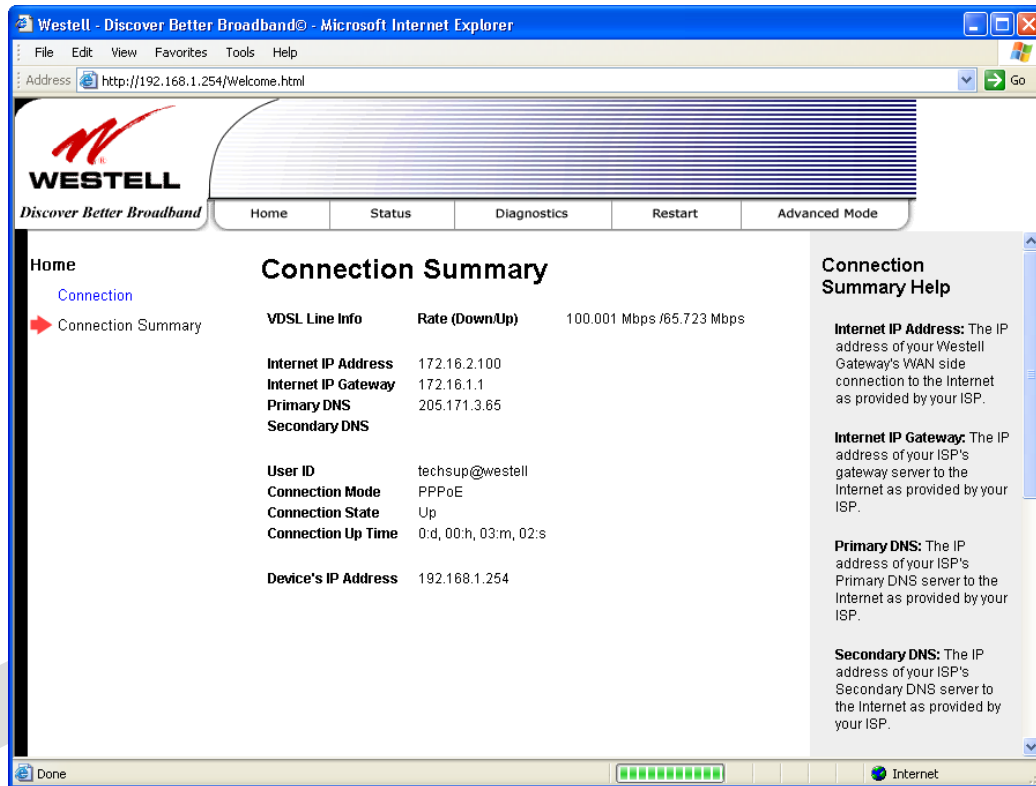 Westell - Discover Better Broadband© - Microsoft Internet Explorer
File Edit View Favorites Tools Help
Address http://192.168.1.254/Welcome.html Go
WESTELL
Discover Better Broadband
Home Status Diagnostics Restart Advanced Mode
Home
Connection
Connection Summary
Connection Summary
VDSL Line Info Rate (Down/Up) 100.001 Mbps /65.723 Mbps
Internet IP Address 172.16.2.100
Internet IP Gateway 172.16.1.1
Primary DNS 205.171.3.65
Secondary DNS
User ID techsup@westell
Connection Mode PPPoE
Connection State Up
Connection Up Time 0:d, 00:h, 03:m, 02:s
Device's IP Address 192.168.1.254
Connection
Summary Help
Internet IP Address: The IP
address of your Westell
Gateway's WAN side
connection to the Internet
as provided by your ISP.
Internet IP Gateway: The IP
address of your ISP's
gateway server to the
Internet as provided by your
ISP.
Primary DNS: The IP
address of your ISP's
Primary DNS server to the
Internet as provided by your
ISP.
Secondary DNS: The IP
address of your ISP's
Secondary DNS server to
the Internet as provided by
your ISP.
Done Internet